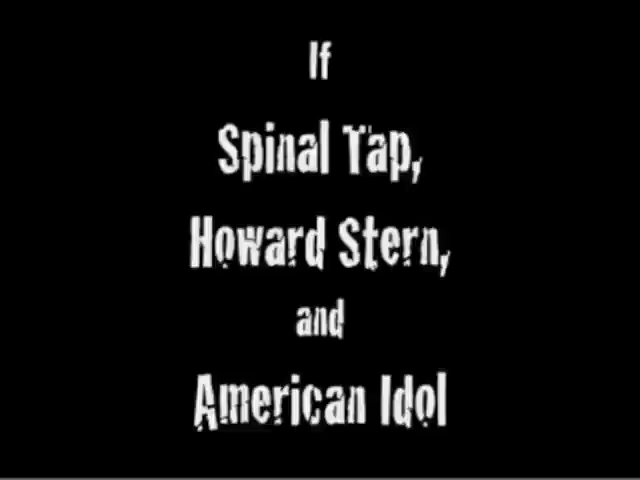 If
Spinal Tap,
Howard Stern,
and
American Idol